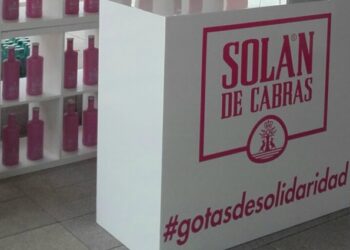 SOLÁN
DE CABRAS
#gotasdesolidaridad